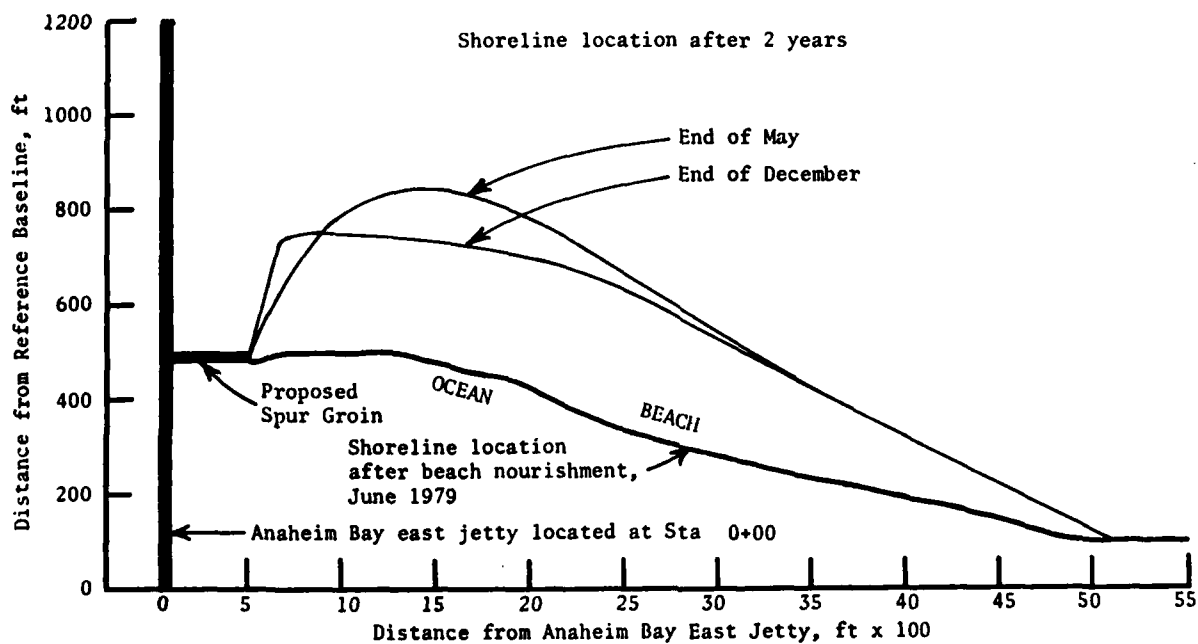 Shoreline location after 2 years
Distance from Reference Baseline, ft
1200
1000
800
600
400
200
0
End of May
End of December
Proposed
Spur Groin
OCEAN
BEACH
Shoreline location
after beach nourishment,
June 1979
Anaheim Bay east jetty located at Sta 0+00
0 5 10 15 20 25 30 35 40 45 50 55
Distance from Anaheim Bay East Jetty, ft x 100